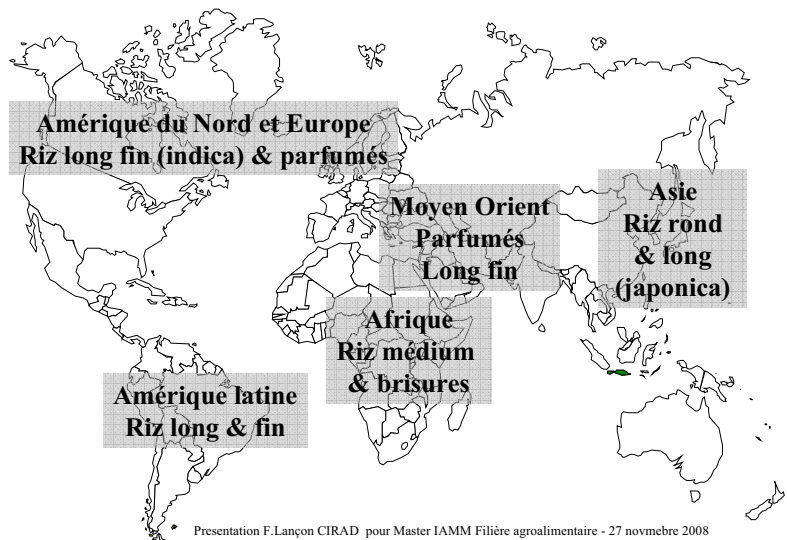 Amérique du Nord et Europe
Riz long fin (indica) & parfumés
Moyen Orient
Parfumés
Long fin
Asie
Riz rond
& long
(japonica)
Afrique
Riz médium
& brisures
Amérique latine
Riz long & fin
Presentation F.Lançon CIRAD pour Master IAMM Filière agroalimentaire - 27 novmebre 2008